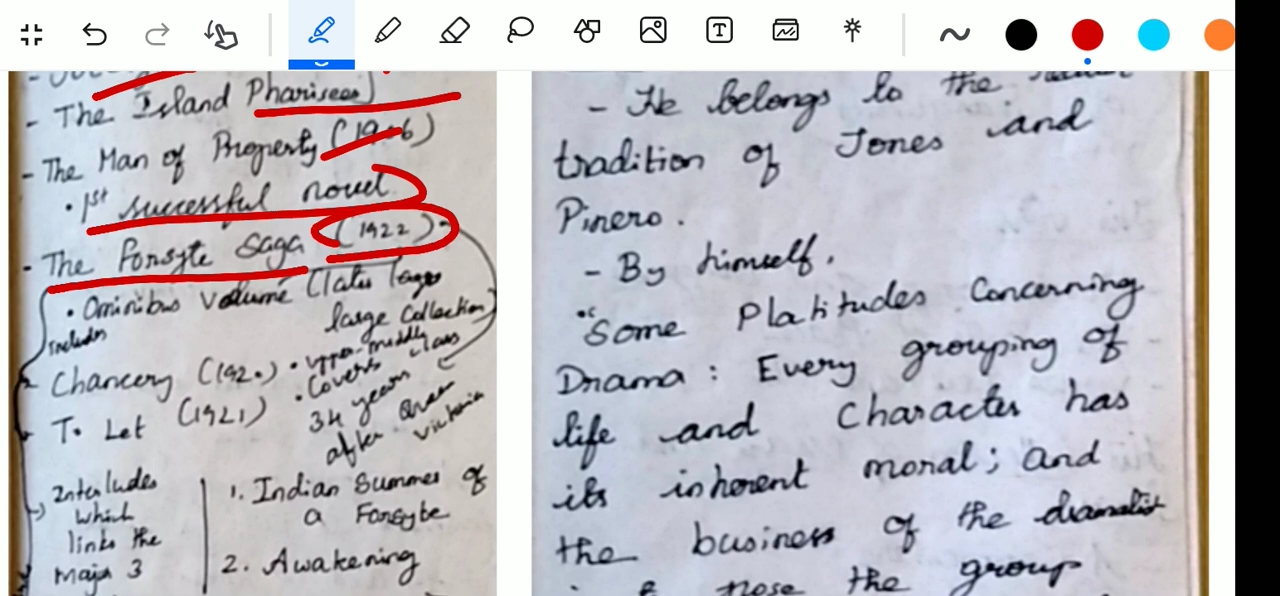 - The Island Pharisees
- The Man of Property (1906)
• 1st successful novel
- The Forsyte Saga (1922)
• Ominibus volume
large Collection
Includes
• upper-middle class
Chancery (1920)
• Covers
34 years
after Queen Victoria
To Let (1921)
Interludes
which
links the
Major 3
1. Indian Summer of
a Forsyte
2. Awakening
- He belongs to the
tradition of Jones and
Pinero.
- By himself.
"Some Platitudes Concerning
Drama: Every grouping of
life and Character has
its inherent moral; and
the business of the dramatist
the group